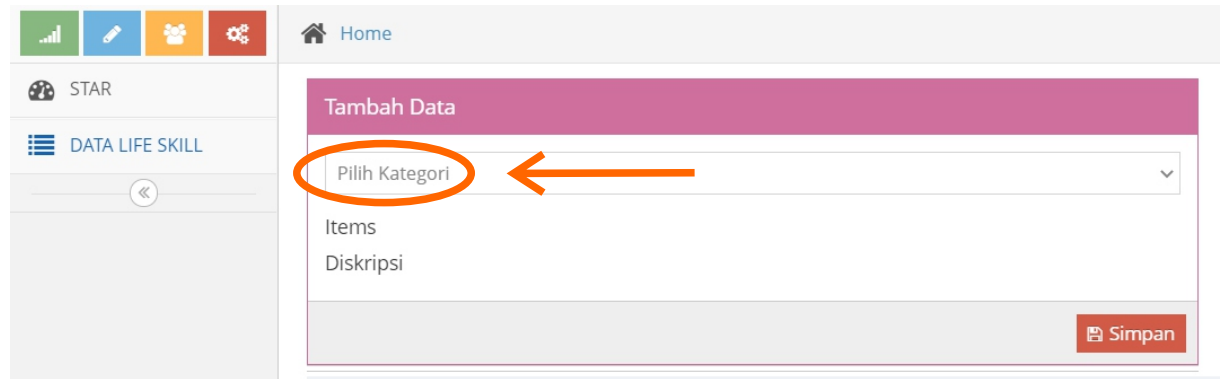 Home
STAR
DATA LIFE SKILL
Tambah Data
Pilih Kategori
Items
Diskripsi
Simpan